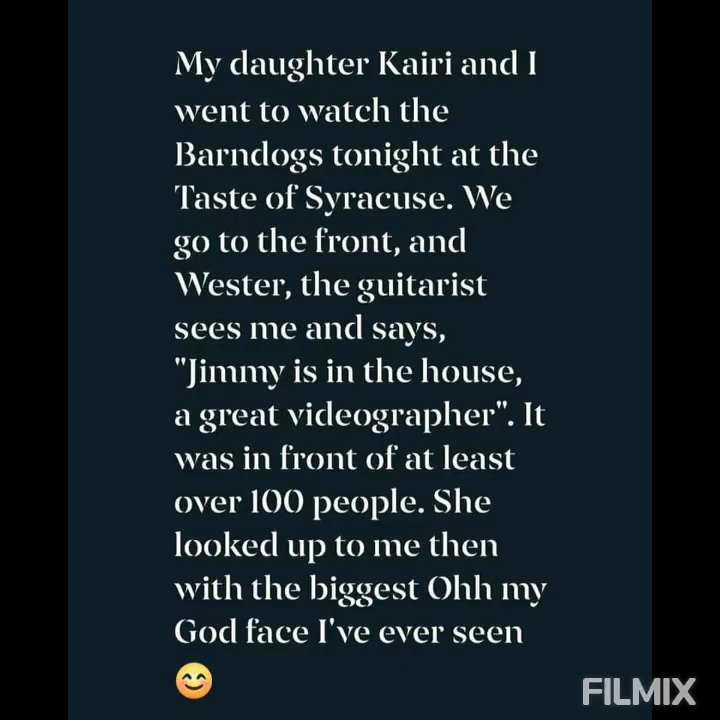 My daughter Kairi and I
went to watch the
Barndogs tonight at the
Taste of Syracuse. We
go to the front, and
Wester, the guitarist
sees me and says,
"Jimmy is in the house,
a great videographer". It
was in front of at least
over 100 people. She
looked up to me then
with the biggest Ohh my
God face I've ever seen
😊
FILMIX